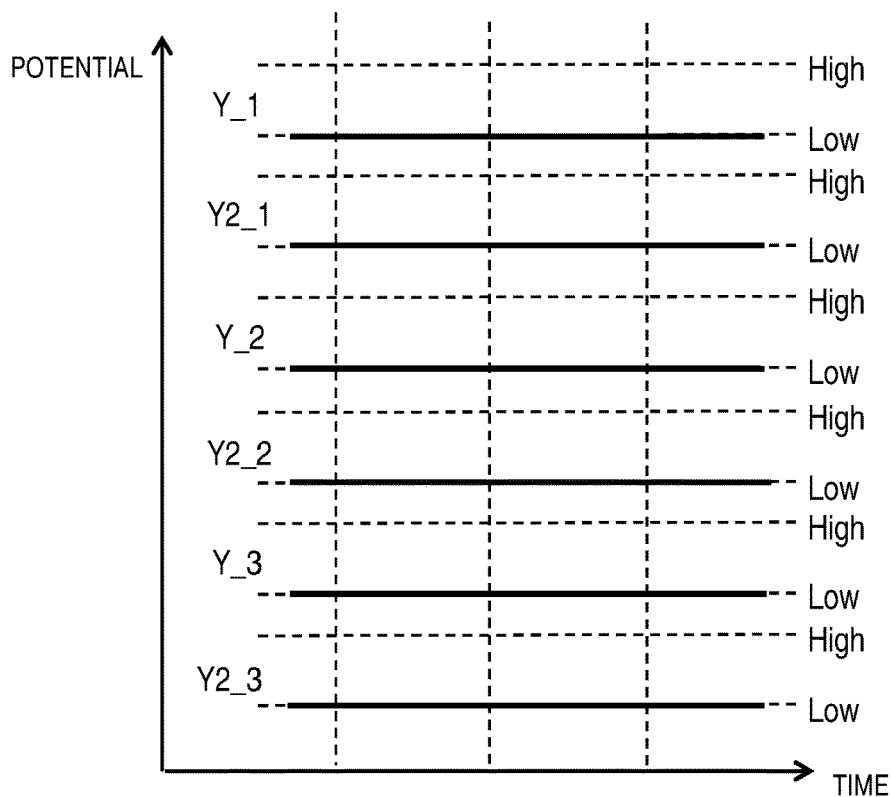 POTENTIAL
High
Y_1
Low
High
Y2_1
Low
High
Y_2
Low
High
Y2_2
Low
High
Y_3
Low
High
Y2_3
Low
TIME